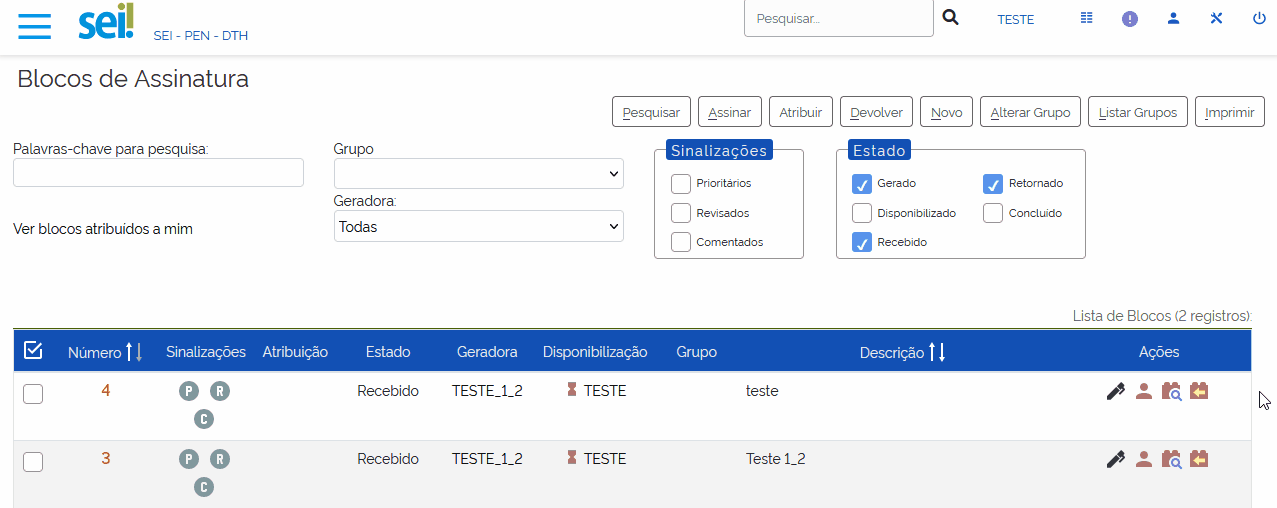 sei!
SEI - PEN - DTH
Pesquisar...
TESTE
Blocos de Assinatura
Pesquisar
Assinar
Atribuir
Devolver
Novo
Alterar Grupo
Listar Grupos
Imprimir
Palavras-chave para pesquisa:
Ver blocos atribuídos a mim
Grupo
Geradora:
Todas
Sinalizações
Prioritários
Revisados
Comentados
Estado
Gerado
Retornado
Disponibilizado
Concluído
Recebido
Lista de Blocos (2 registros):
Número Sinalizações Atribuição Estado Geradora Disponibilização Grupo Descrição Ações
4 P R C Recebido TESTE_1_2 TESTE teste
3 P R C Recebido TESTE_1_2 TESTE Teste 1_2